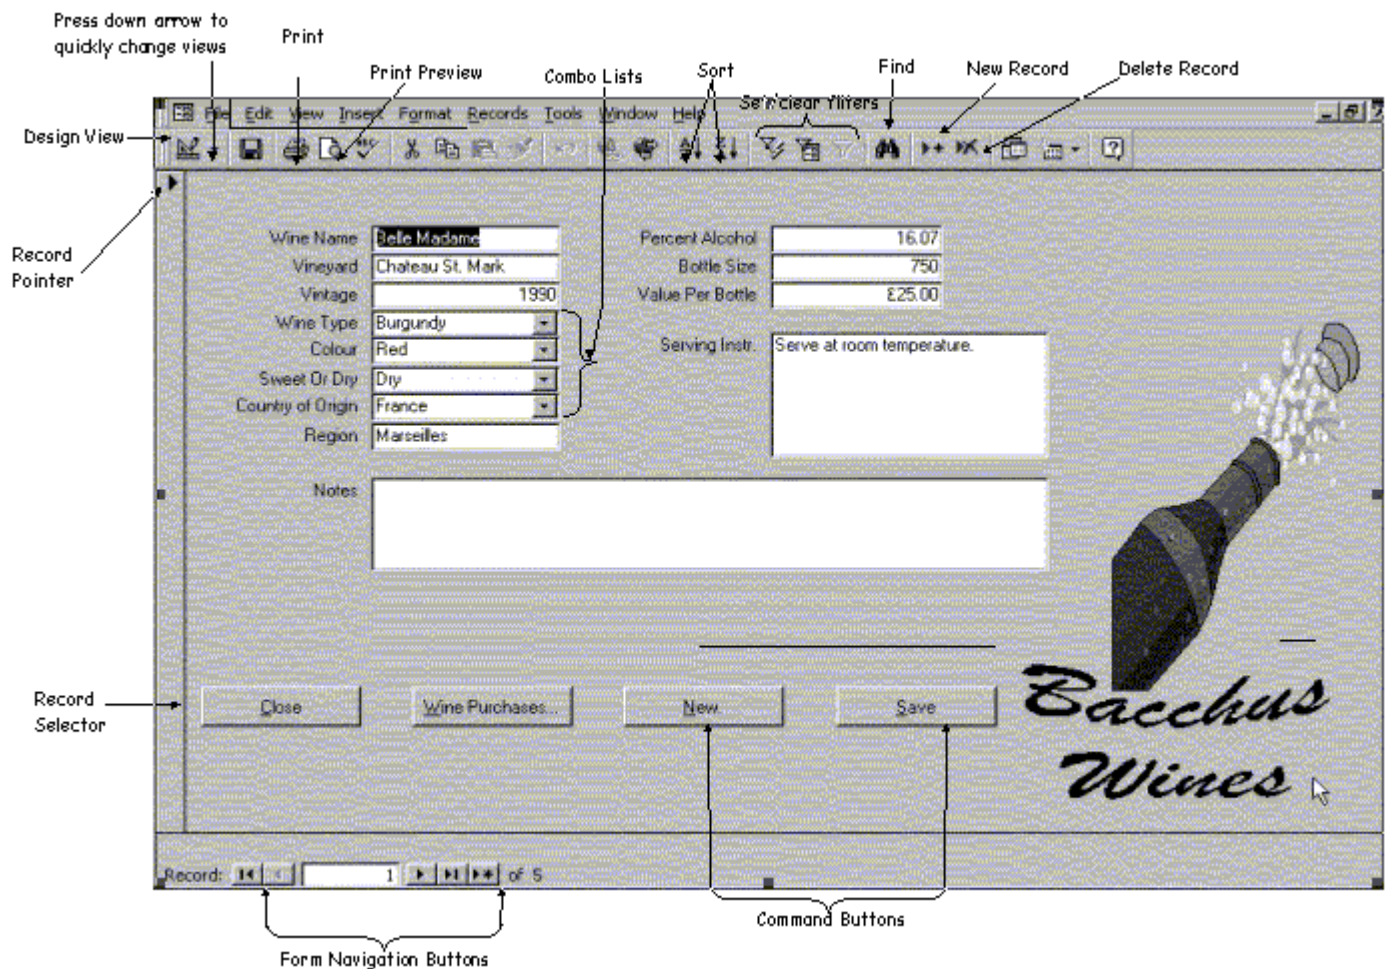 Press down arrow to
quickly change views
Print
Print Preview
Combo Lists
Sort
Set/clear filters
Find
New Record
Delete Record
Design View
File Edit View Insert Format Records Tools Window Help
Record
Pointer
Wine Name Belle Madame
Vineyard Chateau St. Mark
Vintage 1990
Wine Type Burgundy
Colour Red
Sweet Or Dry Dry
Country of Origin France
Region Marseilles
Percent Alcohol 16.07
Bottle Size 750
Value Per Bottle £25.00
Serving Instr. Serve at room temperature.
Notes
Record
Selector
Close Wine Purchases... New Save
Bacchus
Wines
Record: 1 of 5
Command Buttons
Form Navigation Buttons